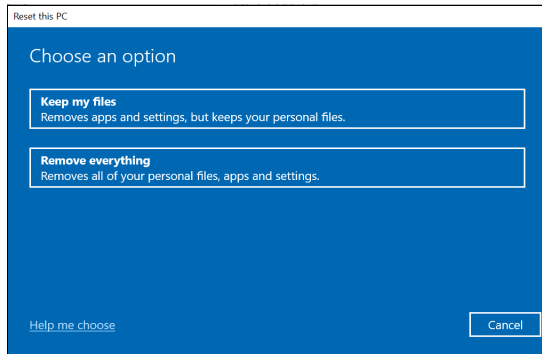 Reset this PC
Choose an option
Keep my files
Removes apps and settings, but keeps your personal files.
Remove everything
Removes all of your personal files, apps and settings.
Help me choose
Cancel